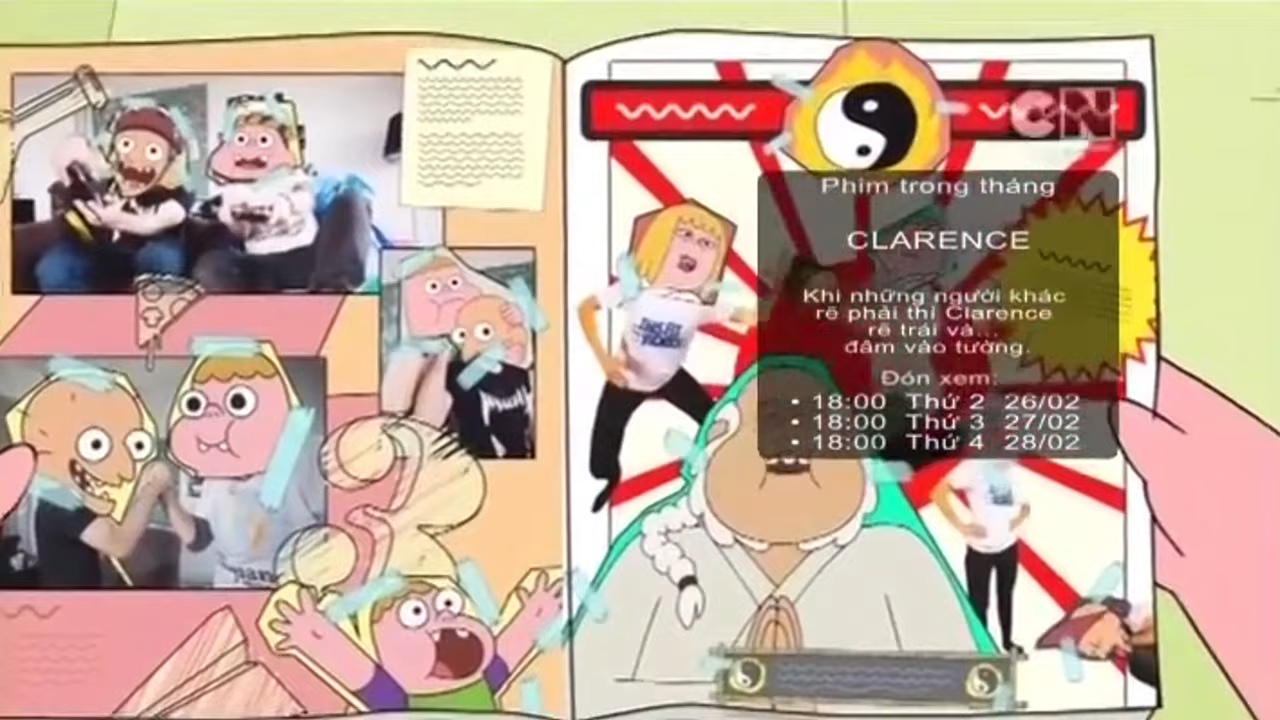 CN
Phim trong tháng
CLARENCE
Khi những người khác
rẽ phải thì Clarence
rẽ trái và...
đâm vào tường.
Đón xem:
• 18:00 Thứ 2 26/02
• 18:00 Thứ 3 27/02
• 18:00 Thứ 4 28/02